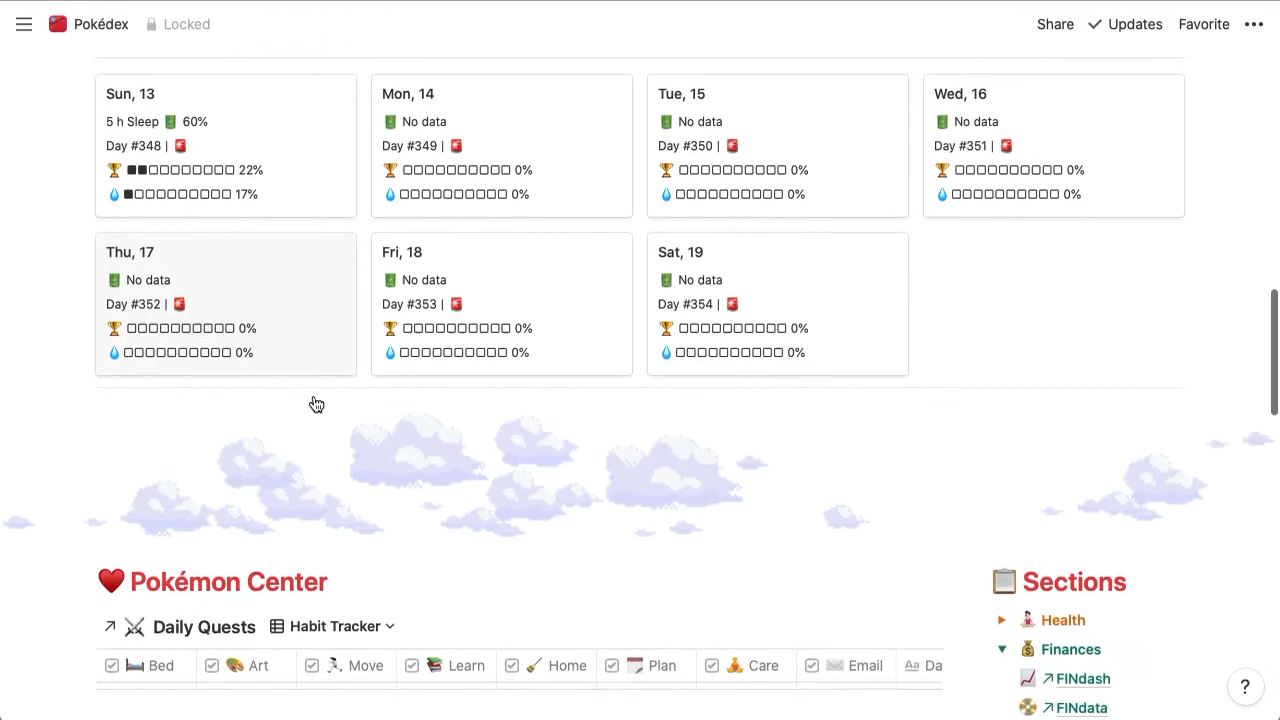 Pokédex Locked Share Updates Favorite
Sun, 13 Mon, 14 Tue, 15 Wed, 16
5 h Sleep 60% No data No data No data
Day #348 | Day #349 | Day #350 | Day #351 |
22% 0% 0% 0%
17% 0% 0% 0%
Thu, 17 Fri, 18 Sat, 19
No data No data No data
Day #352 | Day #353 | Day #354 |
0% 0% 0%
0% 0% 0%
Pokémon Center Sections
Daily Quests Habit Tracker Health
Finances
Bed Art Move Learn Home Plan Care Email Aa Da
FINdash
FINdata
?